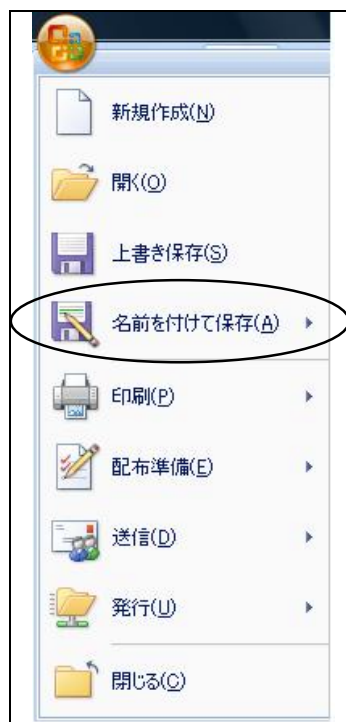 新規作成(N)
開く(O)
上書き保存(S)
名前を付けて保存(A)
印刷(P)
配布準備(E)
送信(D)
発行(U)
閉じる(C)